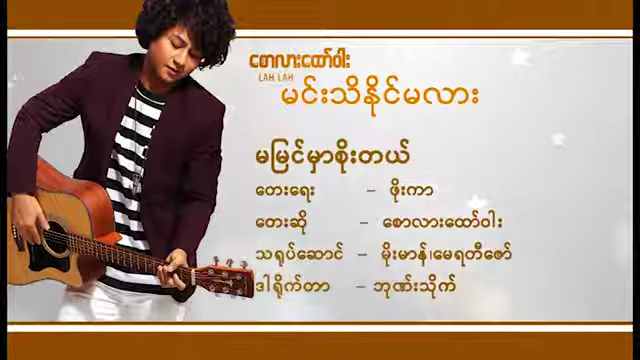 စောလားထော်ဝါး
LAH LAH
မင်းသိနိုင်မလား
မမြင်မှာစိုးတယ်
တေးရေး – ဖိုးကာ
တေးဆို – စောလားထော်ဝါး
သရုပ်ဆောင် – မိုးမာန်၊မေရတီဇော်
ဒါရိုက်တာ – ဘုဏ်းသိုက်